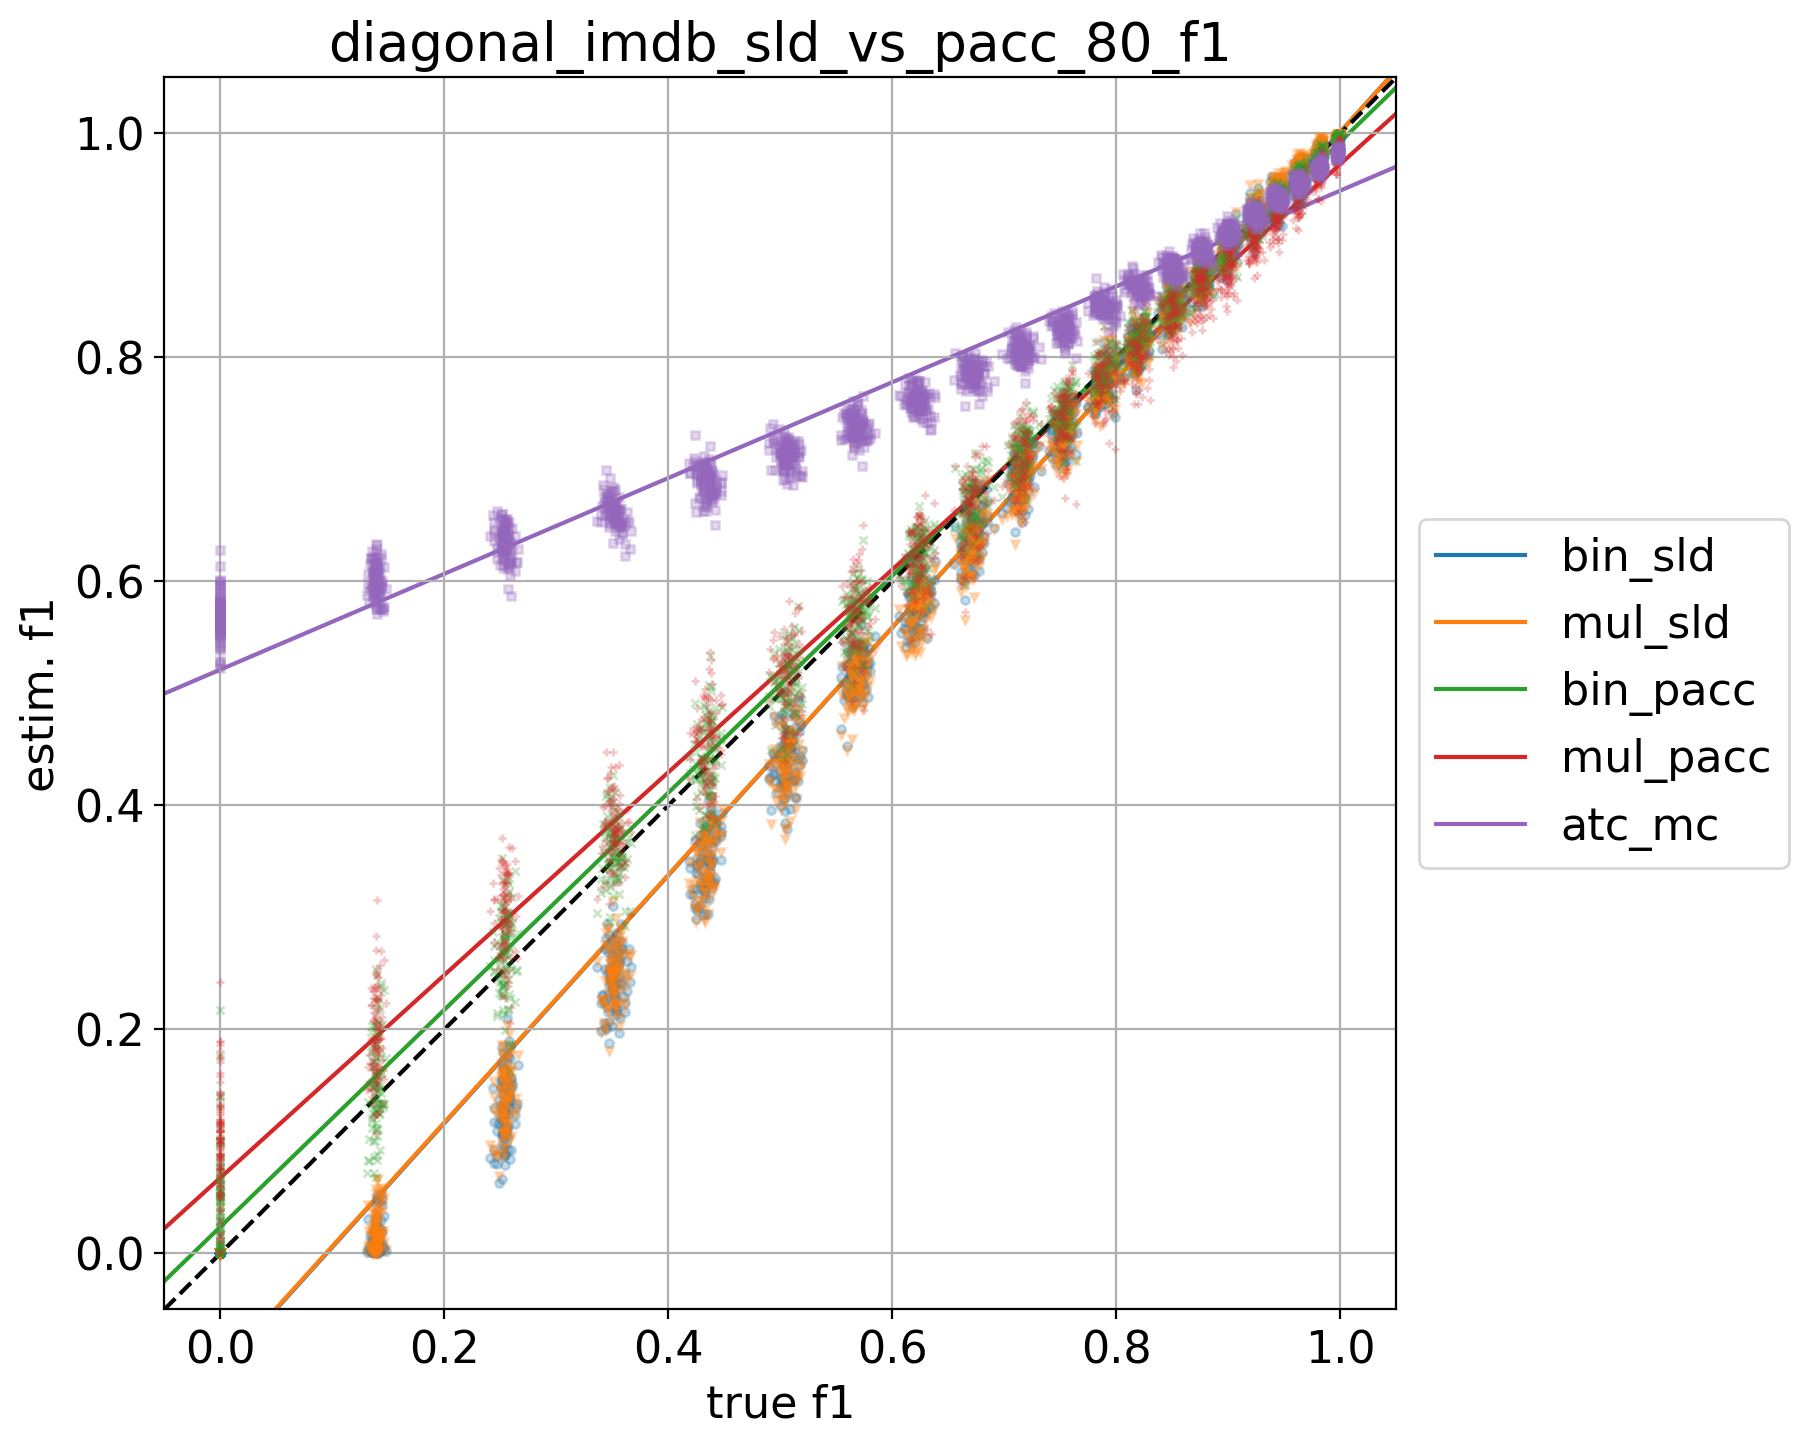 diagonal_imdb_sld_vs_pacc_80_f1
1.0
0.8
0.6
0.4
0.2
0.0
estim. f1
0.0 0.2 0.4 0.6 0.8 1.0
true f1
bin_sld
mul_sld
bin_pacc
mul_pacc
atc_mc